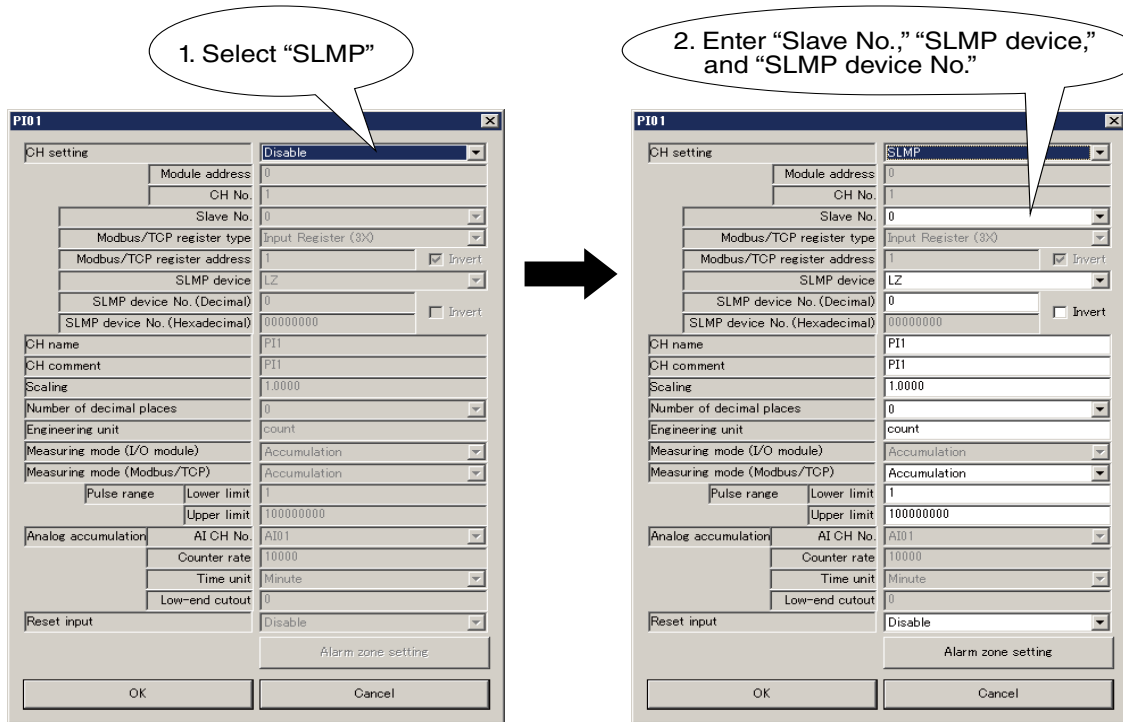 1. Select “SLMP”
2. Enter “Slave No.,” “SLMP device,”
and “SLMP device No.”
PI01
CH setting Disable
Module address 0
CH No. 1
Slave No. 0
Modbus/TCP register type Input Register (3X)
Modbus/TCP register address 1 Invert
SLMP device LZ
SLMP device No. (Decimal) 0
Invert
SLMP device No. (Hexadecimal) 00000000
CH name PI1
CH comment PI1
Scaling 1.0000
Number of decimal places 0
Engineering unit count
Measuring mode (I/O module) Accumulation
Measuring mode (Modbus/TCP) Accumulation
Pulse range Lower limit 1
Upper limit 100000000
Analog accumulation AI CH No. AI01
Counter rate 10000
Time unit Minute
Low-end cutout 0
Reset input Disable
Alarm zone setting
OK Cancel
PI01
CH setting SLMP
Module address 0
CH No. 1
Slave No. 0
Modbus/TCP register type Input Register (3X)
Modbus/TCP register address 1 Invert
SLMP device LZ
SLMP device No. (Decimal) 0
Invert
SLMP device No. (Hexadecimal) 00000000
CH name PI1
CH comment PI1
Scaling 1.0000
Number of decimal places 0
Engineering unit count
Measuring mode (I/O module) Accumulation
Measuring mode (Modbus/TCP) Accumulation
Pulse range Lower limit 1
Upper limit 100000000
Analog accumulation AI CH No. AI01
Counter rate 10000
Time unit Minute
Low-end cutout 0
Reset input Disable
Alarm zone setting
OK Cancel